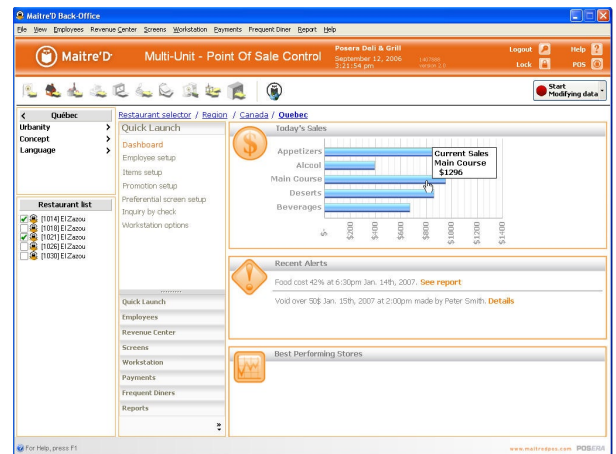 Maitre'D Back-Office
File View Employees Revenue Center Screens Workstation Payments Frequent Diner Report Help
Maitre'D
Multi-Unit - Point Of Sale Control
Posera Deli & Grill
September 12, 2006
3:21:54 pm
version 2.0
Logout
Help
Lock
POS
Start
Modifying data
< Québec
Urbanity >
Concept >
Language >
Restaurant list
[1014] El Zazou
[1018] El Zazou
[1021] El Zazou
[1026] El Zazou
[1030] El Zazou
Restaurant selector / Region / Canada / Quebec
Quick Launch
Dashboard
Employee setup
Items setup
Promotion setup
Preferential screen setup
Inquiry by check
Workstation options
Quick Launch
Employees
Revenue Center
Screens
Workstation
Payments
Frequent Diners
Reports
Today's Sales
Appetizers
Alcool
Main Course
Deserts
Beverages
Current Sales
Main Course
$1296
$-
$200
$400
$600
$800
$1000
$1200
$1400
Recent Alerts
Food cost 42% at 6:30pm Jan. 14th, 2007. See report
Void over 50$ Jan. 15th, 2007 at 2:00pm made by Peter Smith. Details
Best Performing Stores
For Help, press F1
www.maitredpos.com POSERA